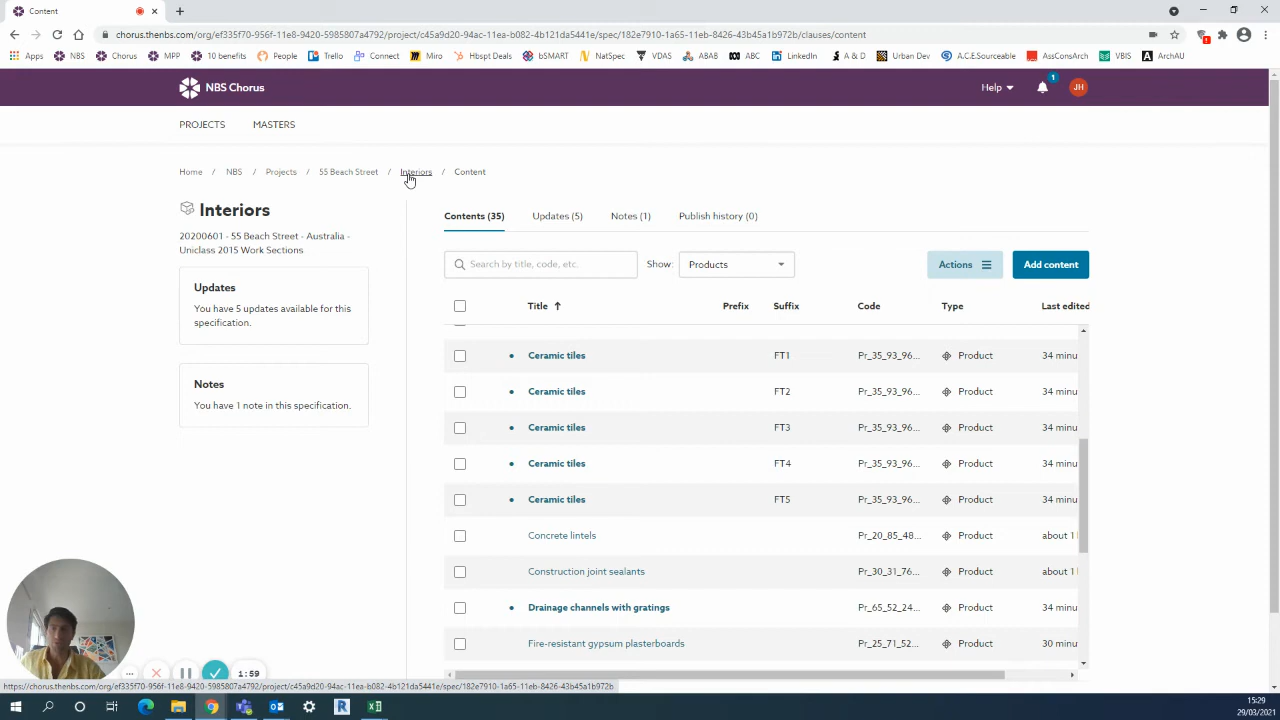 Content
chorus.thenbs.com/org/ef335f70-956f-11e8-9420-5985807a4792/project/c45a9d20-94ac-11ea-b082-4b121da5441e/spec/182e7910-1a65-11eb-8426-43b45a1b972b/clauses/content
Apps NBS Chorus MPP 10 benefits People Trello Connect Miro Hbspt Deals bSMART NatSpec VDAS ABAB ABC LinkedIn A & D Urban Dev A.C.E.Sourceable AssConsArch VBIS ArchAU
NBS Chorus
Help
1
JH
PROJECTS MASTERS
Home / NBS / Projects / 55 Beach Street / Interiors / Content
Interiors
20200601 - 55 Beach Street - Australia -
Uniclass 2015 Work Sections
Updates
You have 5 updates available for this
specification.
Notes
You have 1 note in this specification.
Contents (35) Updates (5) Notes (1) Publish history (0)
Search by title, code, etc. Show: Products Actions Add content
Title Prefix Suffix Code Type Last edited
Ceramic tiles FT1 Pr_35_93_96... Product 34 minu
Ceramic tiles FT2 Pr_35_93_96... Product 34 minu
Ceramic tiles FT3 Pr_35_93_96... Product 34 minu
Ceramic tiles FT4 Pr_35_93_96... Product 34 minu
Ceramic tiles FT5 Pr_35_93_96... Product 34 minu
Concrete lintels Pr_20_85_48... Product about 1
Construction joint sealants Pr_30_31_76... Product about 1
Drainage channels with gratings Pr_65_52_24... Product 34 minu
Fire-resistant gypsum plasterboards Pr_25_71_52... Product 30 minu
1:59
https://chorus.thenbs.com/org/ef335f70-956f-11e8-9420-5985807a4792/project/c45a9d20-94ac-11ea-b082-4b121da5441e/spec/182e7910-1a65-11eb-8426-43b45a1b972b
15:29
29/03/2021